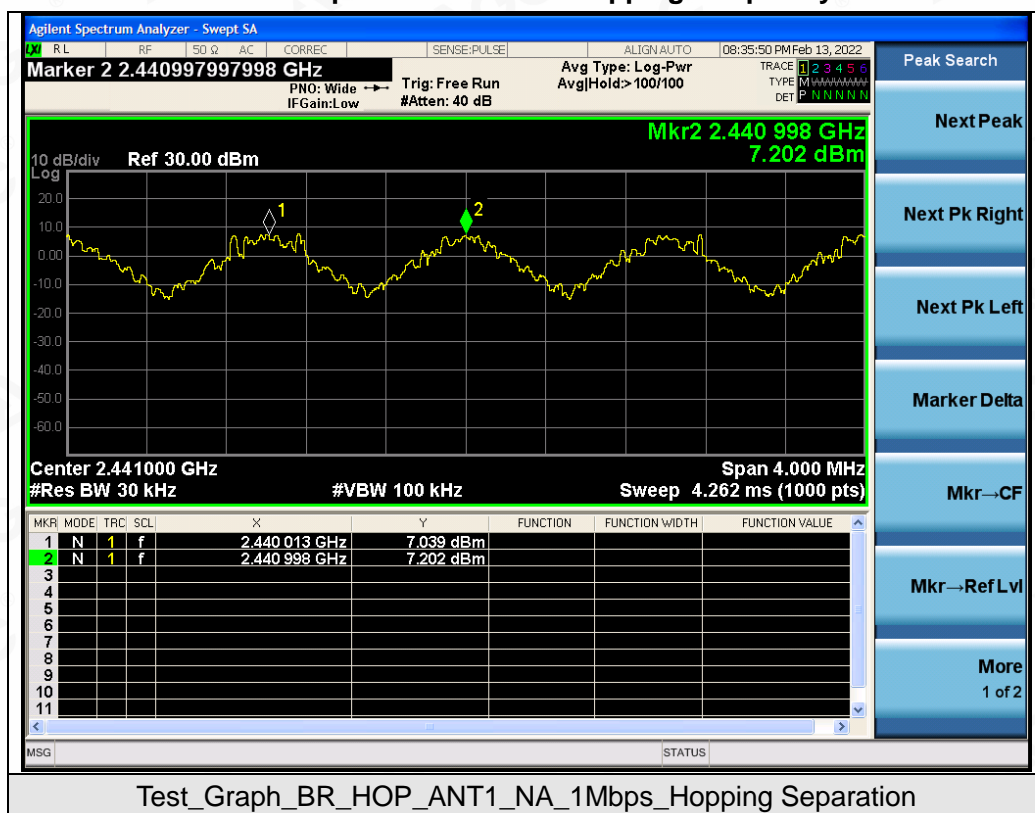 Agilent Spectrum Analyzer - Swept SA
LXI RL RF 50 Ω AC CORREC SENSE:PULSE ALIGN AUTO 08:35:50 PM Feb 13, 2022
Marker 2 2.440997997998 GHz
PNO: Wide
IFGain:Low
Trig: Free Run
#Atten: 40 dB
Avg Type: Log-Pwr
Avg|Hold:>100/100
TRACE 1 2 3 4 5 6
TYPE M
DET P N N N N N
Mkr2 2.440 998 GHz
7.202 dBm
10 dB/div Ref 30.00 dBm
Log
20.0
10.0
0.00
-10.0
-20.0
-30.0
-40.0
-50.0
-60.0
1
2
Center 2.441000 GHz Span 4.000 MHz
#Res BW 30 kHz #VBW 100 kHz Sweep 4.262 ms (1000 pts)
MKR MODE TRC SCL X Y FUNCTION FUNCTION WIDTH FUNCTION VALUE
1 N 1 f 2.440 013 GHz 7.039 dBm
2 N 1 f 2.440 998 GHz 7.202 dBm
3
4
5
6
7
8
9
10
11
MSG STATUS
Peak Search
Next Peak
Next Pk Right
Next Pk Left
Marker Delta
Mkr→CF
Mkr→Ref Lvl
More
1 of 2
Test_Graph_BR_HOP_ANT1_NA_1Mbps_Hopping Separation